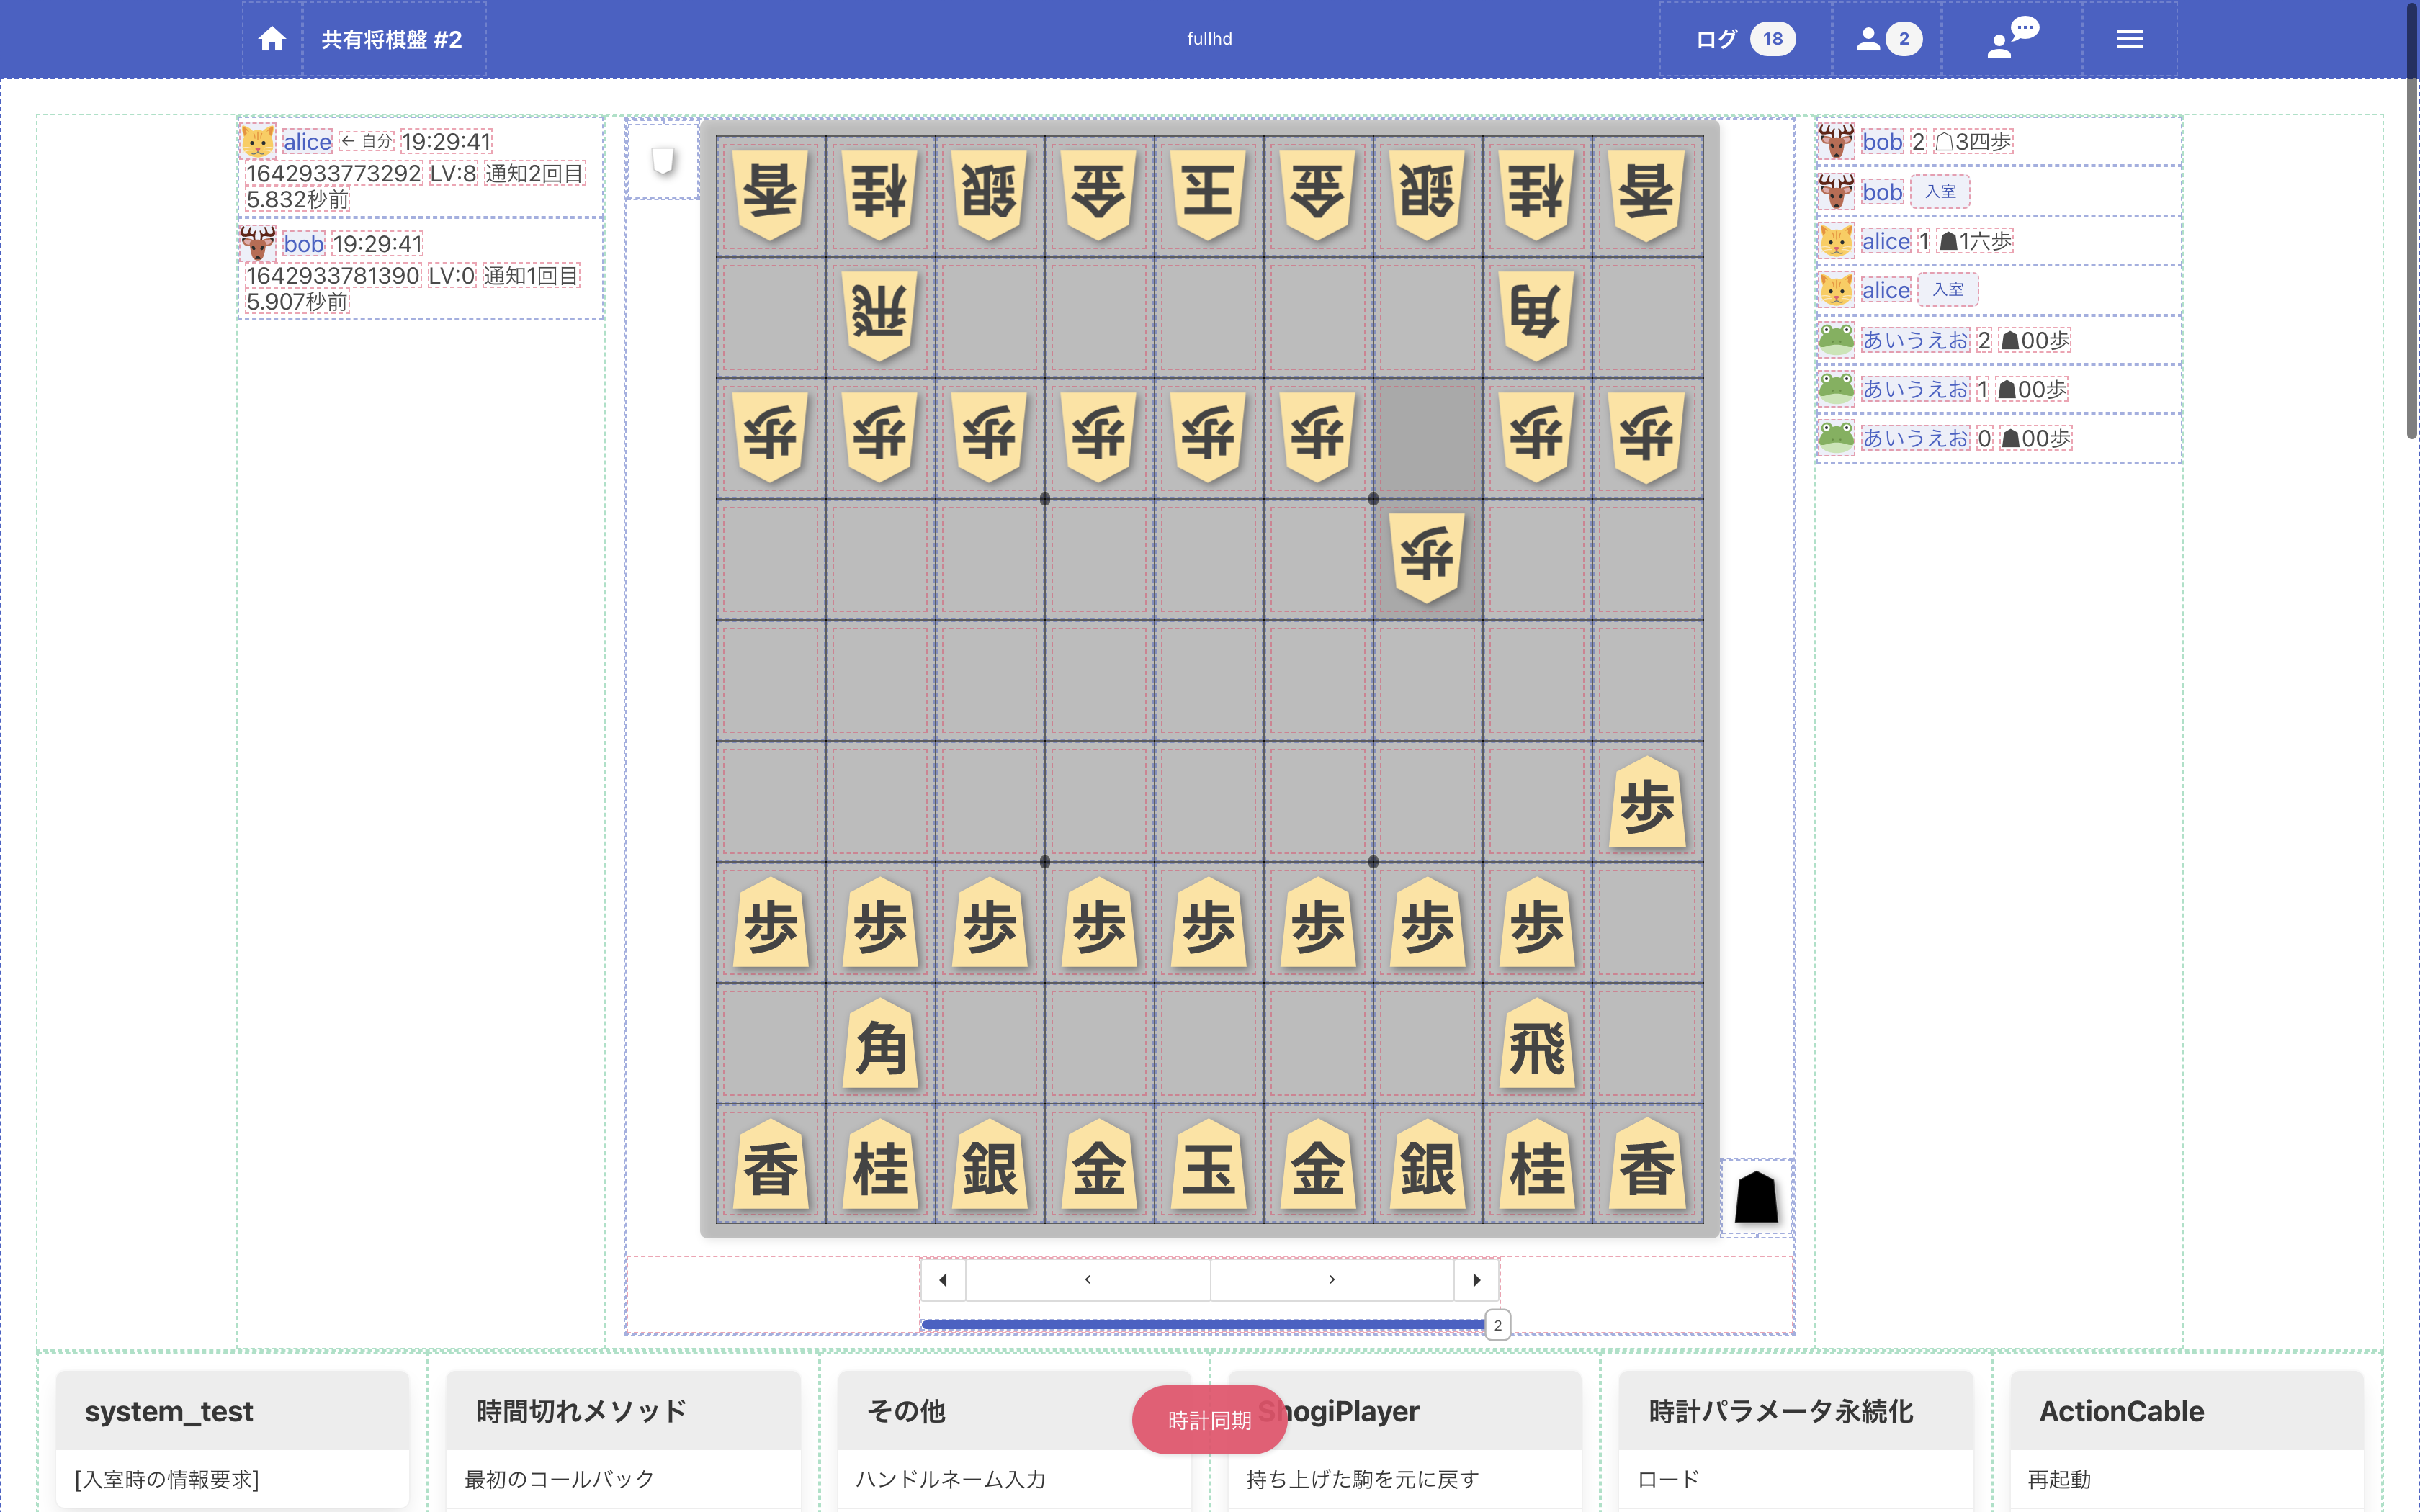 共有将棋盤 #2
fullhd
ログ 18
2
alice ← 自分 19:29:41
1642933773292 LV:8 通知2回目
5.832秒前
bob 19:29:41
1642933781390 LV:0 通知1回目
5.907秒前
香 桂 銀 金 玉 金 銀 桂 香
飛 角
歩 歩 歩 歩 歩 歩 歩 歩
歩
歩
歩 歩 歩 歩 歩 歩 歩 歩
角 飛
香 桂 銀 金 玉 金 銀 桂 香
2
bob 2 ☖3四歩
bob 入室
alice 1 ☗1六歩
alice 入室
あいうえお 2 ☗00歩
あいうえお 1 ☗00歩
あいうえお 0 ☗00歩
system_test
[入室時の情報要求]
時間切れメソッド
最初のコールバック
その他
ハンドルネーム入力
時計同期
hogiPlayer
持ち上げた駒を元に戻す
時計パラメータ永続化
ロード
ActionCable
再起動